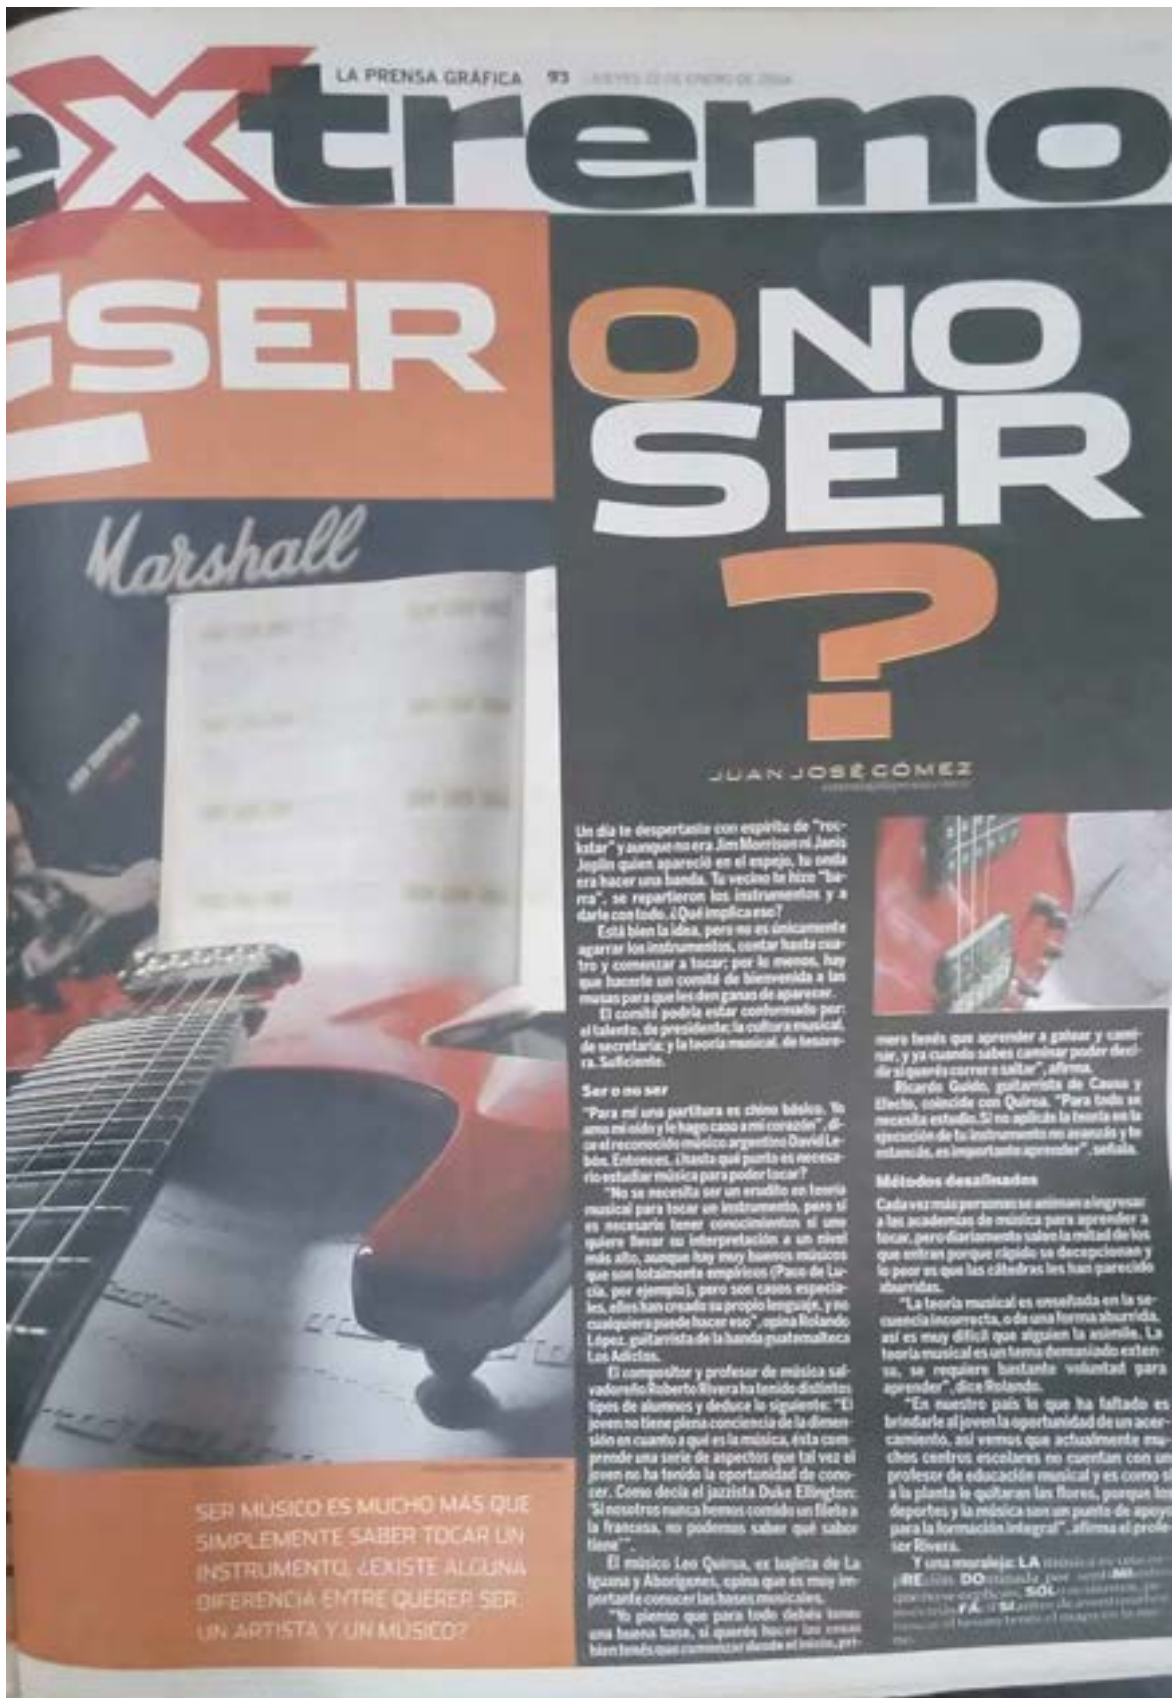 LA PRENSA GRÁFICA 93 JUEVES 22 DE ENERO DE
extremo
¿SER
O NO
SER
?
Marshall
JUAN JOSÉ GÓMEZ
Un día te despertaste con espíritu de "roc-
kstar" y aunque no era Jim Morrison ni Janis
Joplin quien apareció en el espejo, tu onda
era hacer una banda. Tu vecino te hizo "ba-
rra", se repartieron los instrumentos y a
darle con todo. ¿Qué implica eso?
Está bien la idea, pero no es únicamente
agarrar los instrumentos, contar hasta cua-
tro y comenzar a tocar; por lo menos, hay
que hacerle un comité de bienvenida a las
musas para que les den ganas de aparecer.
El comité podría estar conformado por:
el talento, de presidente; la cultura musical,
de secretaria; y la teoría musical, de tesore-
ra. Suficiente.
Ser o no ser
"Para mí una partitura es chino básico. Yo
amo mi oído y le hago caso a mi corazón", di-
ce el reconocido músico argentino David Le-
bón. Entonces, ¿hasta qué punto es necesa-
rio estudiar música para poder tocar?
"No se necesita ser un erudito en teoría
musical para tocar un instrumento, pero sí
es necesario tener conocimientos si uno
quiere llevar su interpretación a un nivel
más alto, aunque hay muy buenos músicos
que son totalmente empíricos (Paco de Lu-
cía, por ejemplo), pero son casos especia-
les, ellos han creado su propio lenguaje, y no
cualquiera puede hacer eso", opina Rolando
López, guitarrista de la banda guatemalteca
Los Adictos.
El compositor y profesor de música sal-
vadoreño Roberto Rivera ha tenido distintos
tipos de alumnos y deduce lo siguiente: "El
joven no tiene plena conciencia de la dimen-
sión en cuanto a qué es la música, ésta com-
prende una serie de aspectos que tal vez el
joven no ha tenido la oportunidad de cono-
cer. Como decía el jazzista Duke Ellington:
'Si nosotros nunca hemos comido un filete a
la francesa, no podemos saber qué sabor
tiene'".
El músico Leo Quiroa, ex bajista de La
Iguana y Aborígenes, opina que es muy im-
portante conocer las bases musicales.
"Yo pienso que para todo debés tener
una buena base, si querés hacer las cosas
bien tenés que comenzar desde el inicio, pri-
mero tenés que aprender a gatear y cami-
nar, y ya cuando sabes caminar poder deci-
dir si querés correr o saltar", afirma.
Ricardo Guido, guitarrista de Causa y
Efecto, coincide con Quiroa. "Para todo se
necesita estudio. Si no aplicás la teoría en la
ejecución de tu instrumento no avanzás y te
estancás, es importante aprender", señala.
Métodos desafinados
Cada vez más personas se animan a ingresar
a las academias de música para aprender a
tocar, pero diariamente salen la mitad de los
que entran porque rápido se decepcionan y
lo peor es que las cátedras les han parecido
aburridas.
"La teoría musical es enseñada en la se-
cuencia incorrecta, o de una forma aburrida,
así es muy difícil que alguien la asimile. La
teoría musical es un tema demasiado exten-
so, se requiere bastante voluntad para
aprender", dice Rolando.
"En nuestro país lo que ha faltado es
brindarle al joven la oportunidad de un acer-
camiento, así vemos que actualmente mu-
chos centros escolares no cuentan con un
profesor de educación musical y es como si
a la planta le quitaran las flores, porque los
deportes y la música son un punto de apoyo
para la formación integral", afirma el profe-
sor Rivera.
Y una moraleja: LA
RE DO MI
SOL
FA SI
SER MÚSICO ES MUCHO MÁS QUE
SIMPLEMENTE SABER TOCAR UN
INSTRUMENTO, ¿EXISTE ALGUNA
DIFERENCIA ENTRE QUERER SER
UN ARTISTA Y UN MÚSICO?